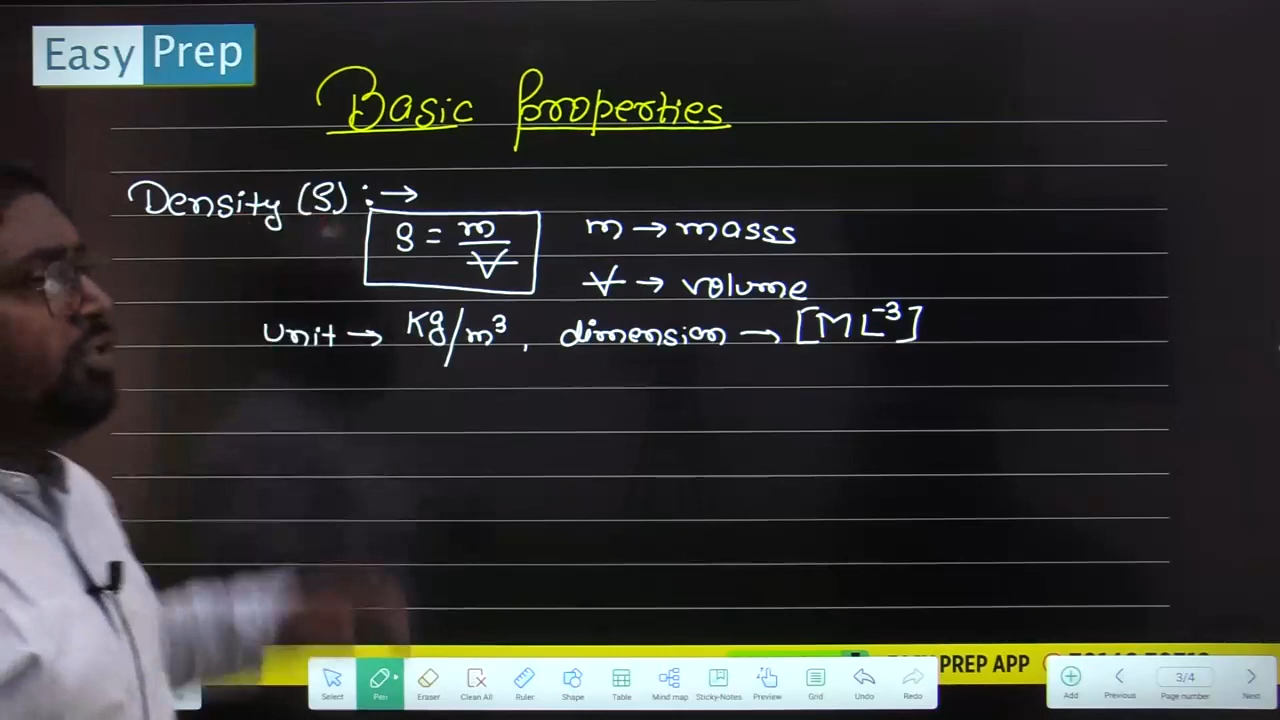 Easy Prep
Basic properties
Density (ρ) :→
ρ = m/V
m → masss
V → volume
unit → Kg/m³, dimension → [ML⁻³]
PREP APP
Select Pen Eraser Clean All Ruler Shape Table Mind map Sticky-Notes Preview Grid Undo Redo
Add Previous 3/4 Page number Next